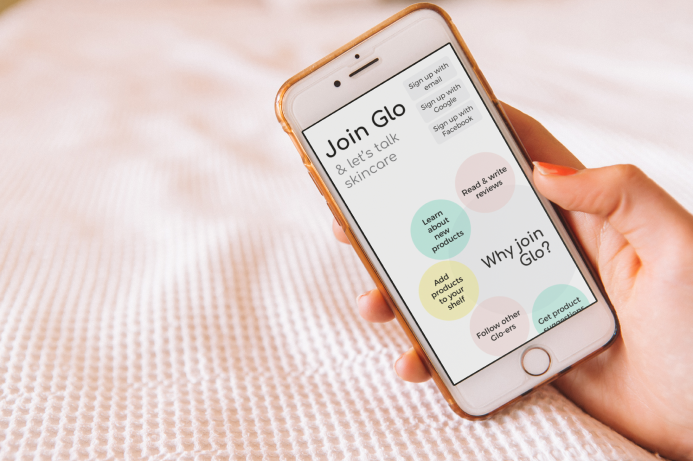 Join Glo
& let's talk
skincare
Sign up with
email
Sign up with
Google
Sign up with
Facebook
Read & write
reviews
Learn
about
new
products
Why join
Glo?
Add
products
to your
shelf
Follow other
Glo-ers
Get product
suggestions